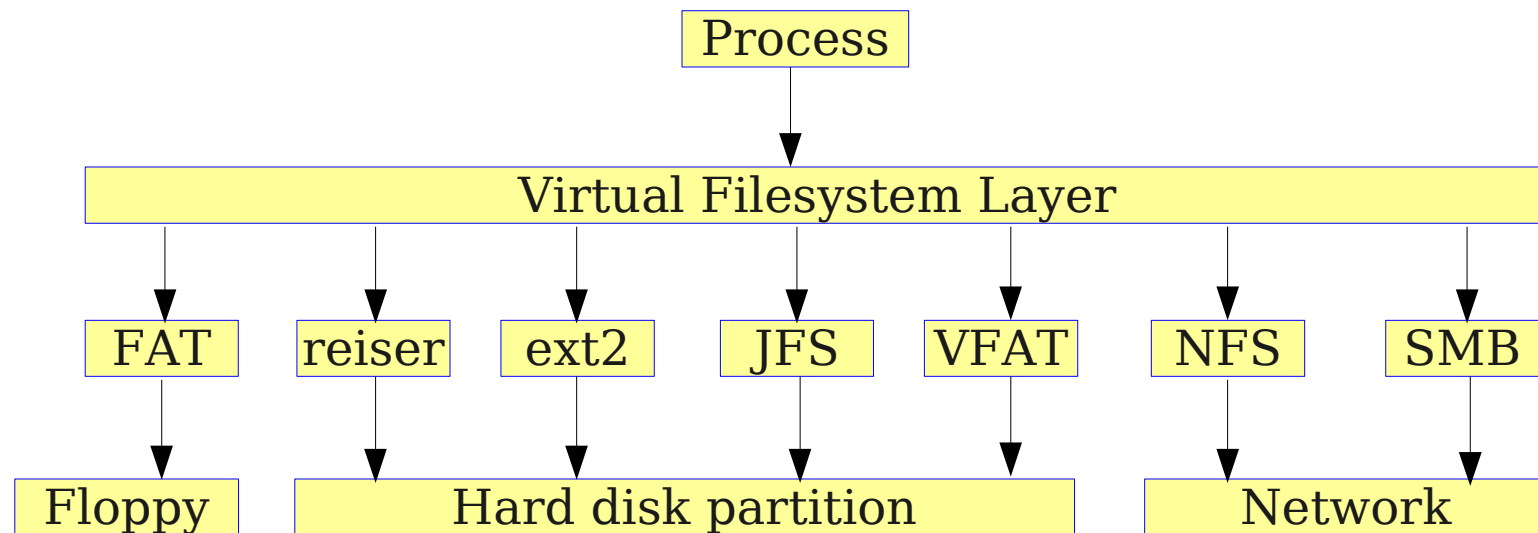 Process
Virtual Filesystem Layer
FAT
reiser
ext2
JFS
VFAT
NFS
SMB
Floppy
Hard disk partition
Network